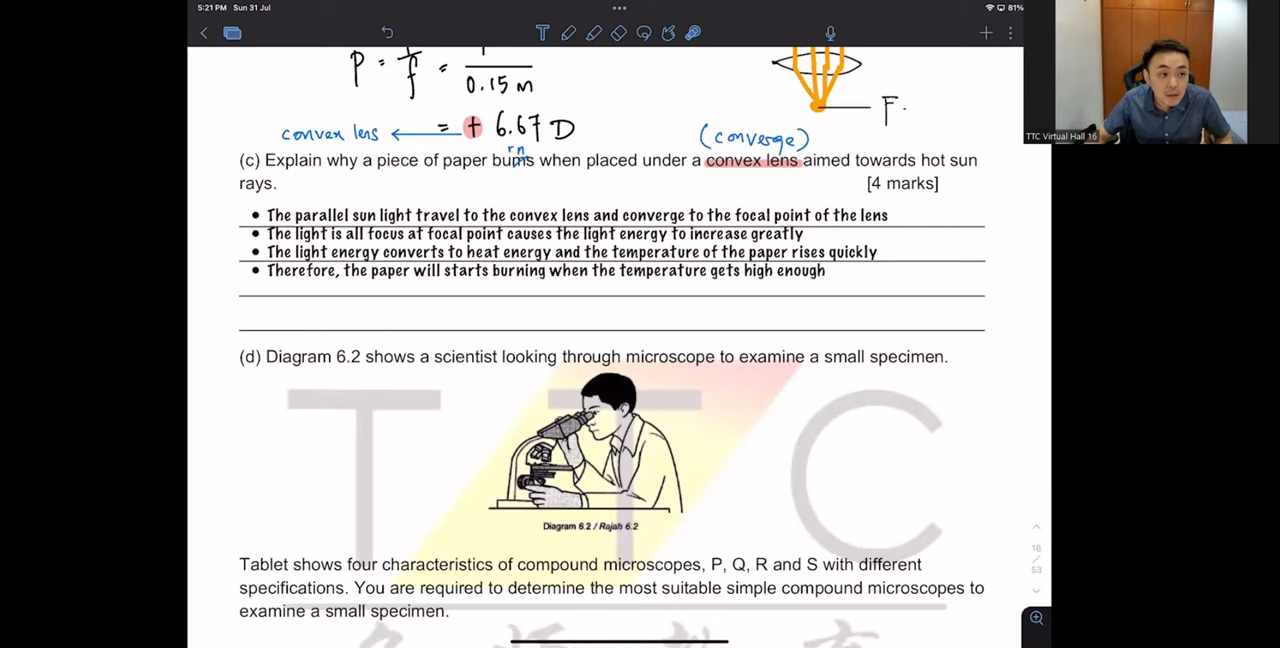 5:21 PM Sun 31 Jul
81%
P = 1/f = 1/0.15 m
= + 6.67 D
convex lens
F.
(converge)
rn
(c) Explain why a piece of paper burns when placed under a convex lens aimed towards hot sun
rays. [4 marks]
• The parallel sun light travel to the convex lens and converge to the focal point of the lens
• The light is all focus at focal point causes the light energy to increase greatly
• The light energy converts to heat energy and the temperature of the paper rises quickly
• Therefore, the paper will starts burning when the temperature gets high enough
(d) Diagram 6.2 shows a scientist looking through microscope to examine a small specimen.
TTC
Diagram 6.2 / Rajah 6.2
Tablet shows four characteristics of compound microscopes, P, Q, R and S with different
specifications. You are required to determine the most suitable simple compound microscopes to
examine a small specimen.
16
/
53
TTC Virtual Hall 16